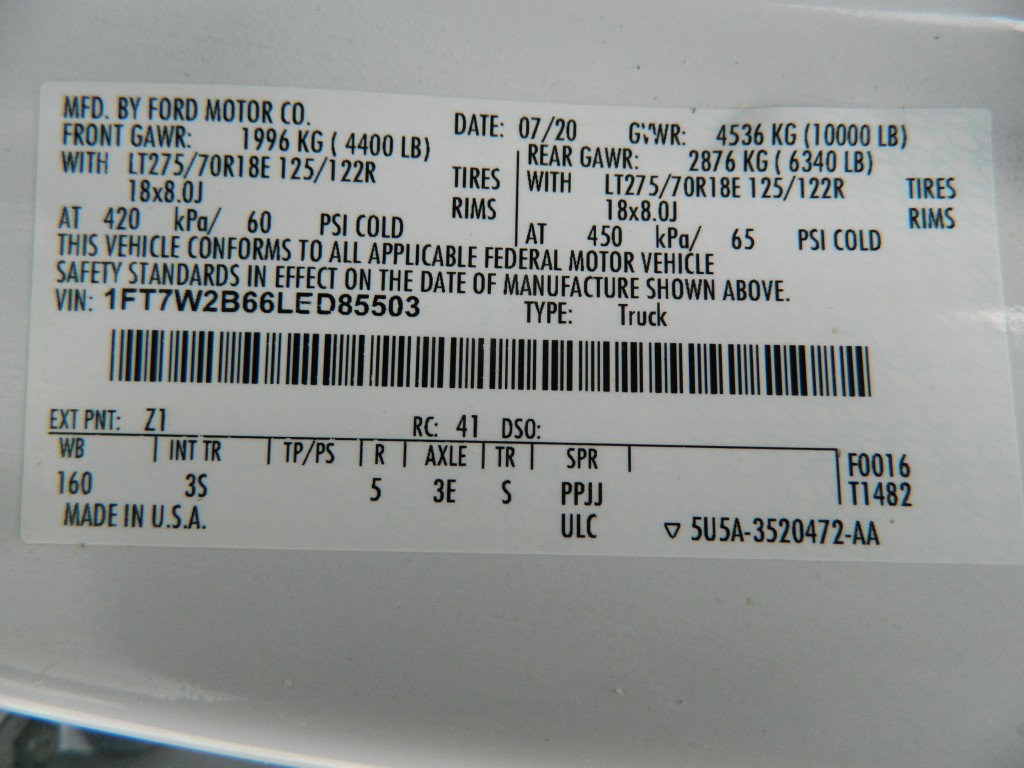 MFD. BY FORD MOTOR CO.
DATE: 07/20 GVWR: 4536 KG (10000 LB)
FRONT GAWR: 1996 KG ( 4400 LB) REAR GAWR: 2876 KG ( 6340 LB)
WITH LT275/70R18E 125/122R TIRES WITH LT275/70R18E 125/122R TIRES
18x8.0J RIMS 18x8.0J RIMS
AT 420 kPa/ 60 PSI COLD AT 450 kPa/ 65 PSI COLD
THIS VEHICLE CONFORMS TO ALL APPLICABLE FEDERAL MOTOR VEHICLE
SAFETY STANDARDS IN EFFECT ON THE DATE OF MANUFACTURE SHOWN ABOVE.
VIN: 1FT7W2B66LED85503 TYPE: Truck
EXT PNT: Z1 RC: 41 DSO:
WB INT TR TP/PS R AXLE TR SPR F0016
160 3S 5 3E S PPJJ T1482
MADE IN U.S.A. ULC ▽ 5U5A-3520472-AA